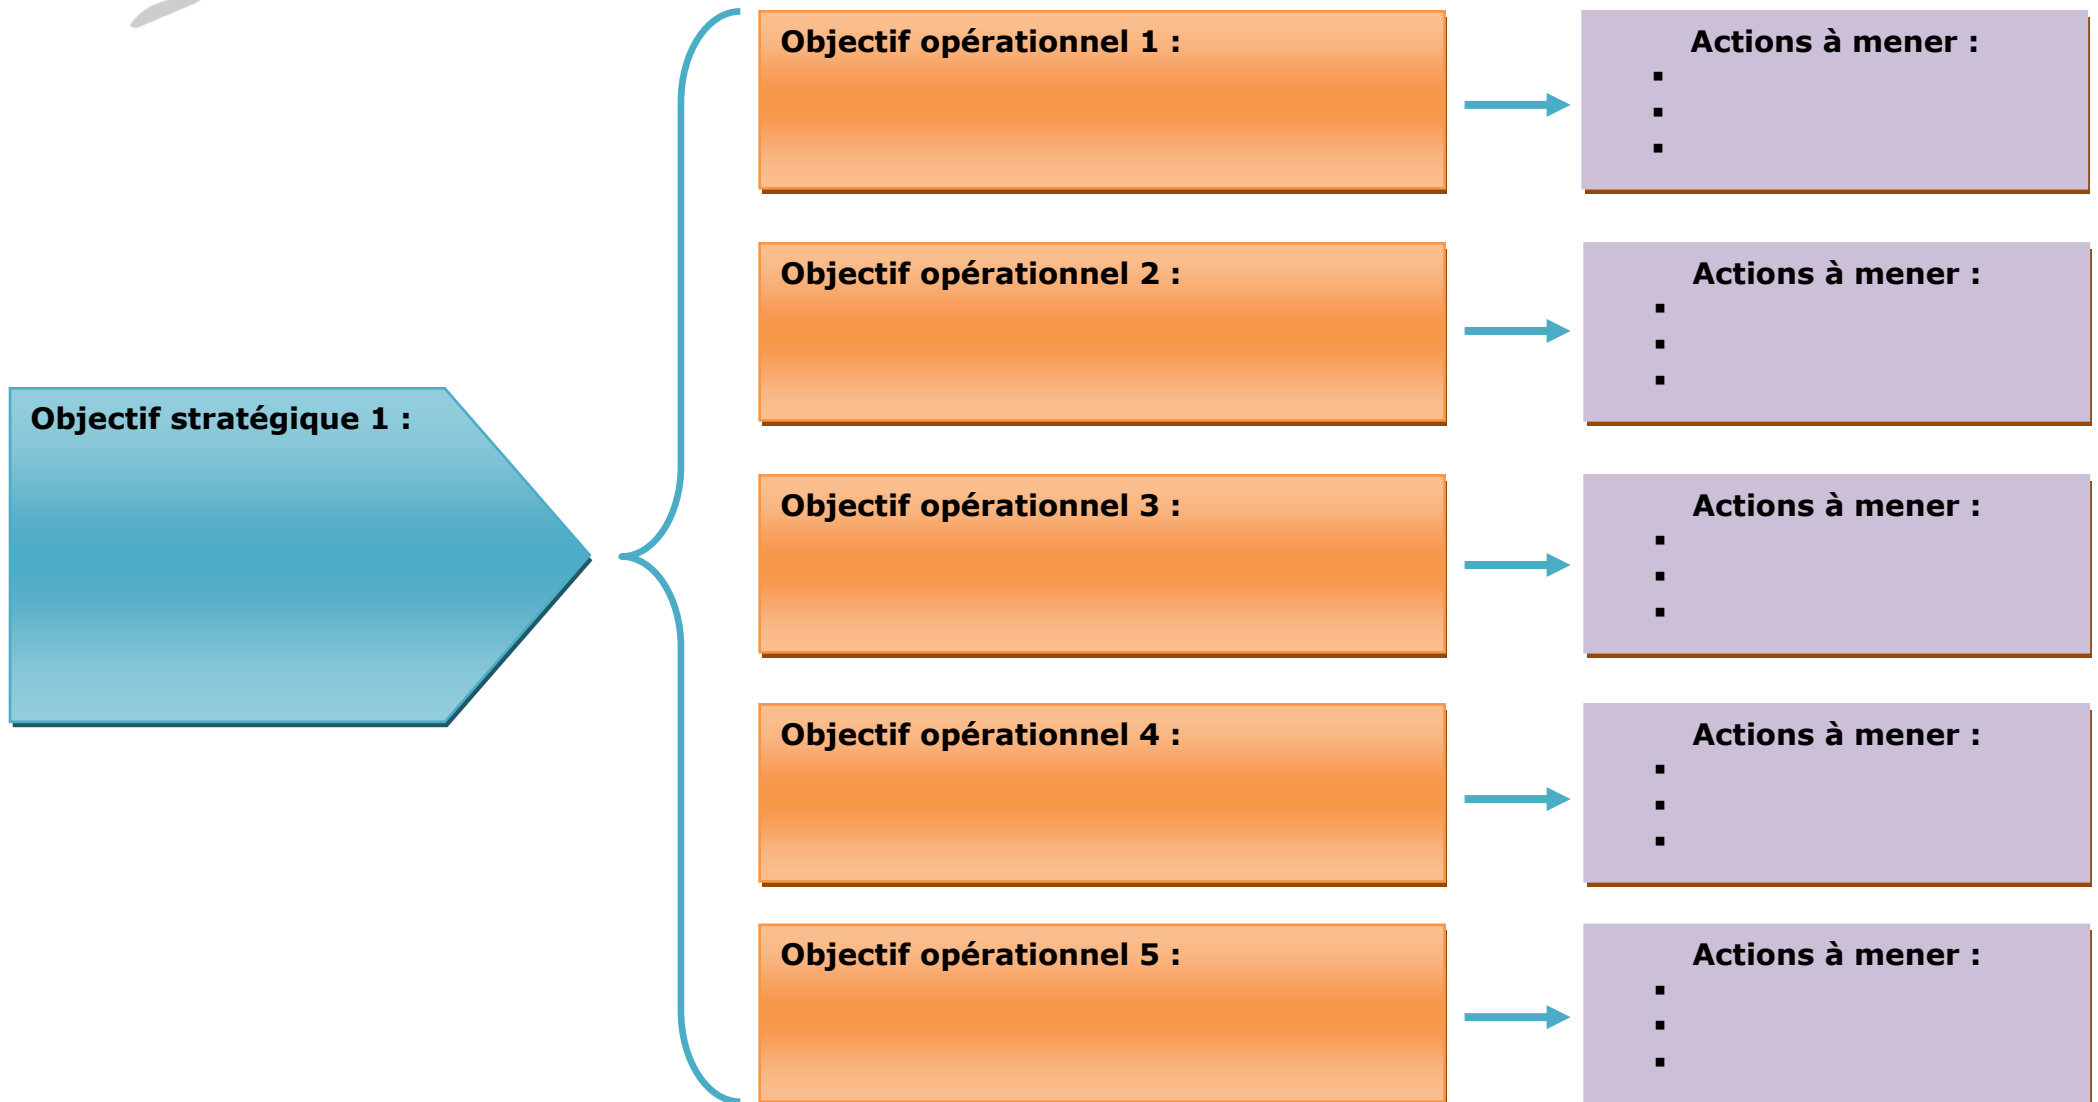 Objectif stratégique 1 :
Objectif opérationnel 1 :
Actions à mener :
▪
▪
▪
Objectif opérationnel 2 :
Actions à mener :
▪
▪
▪
Objectif opérationnel 3 :
Actions à mener :
▪
▪
▪
Objectif opérationnel 4 :
Actions à mener :
▪
▪
▪
Objectif opérationnel 5 :
Actions à mener :
▪
▪
▪